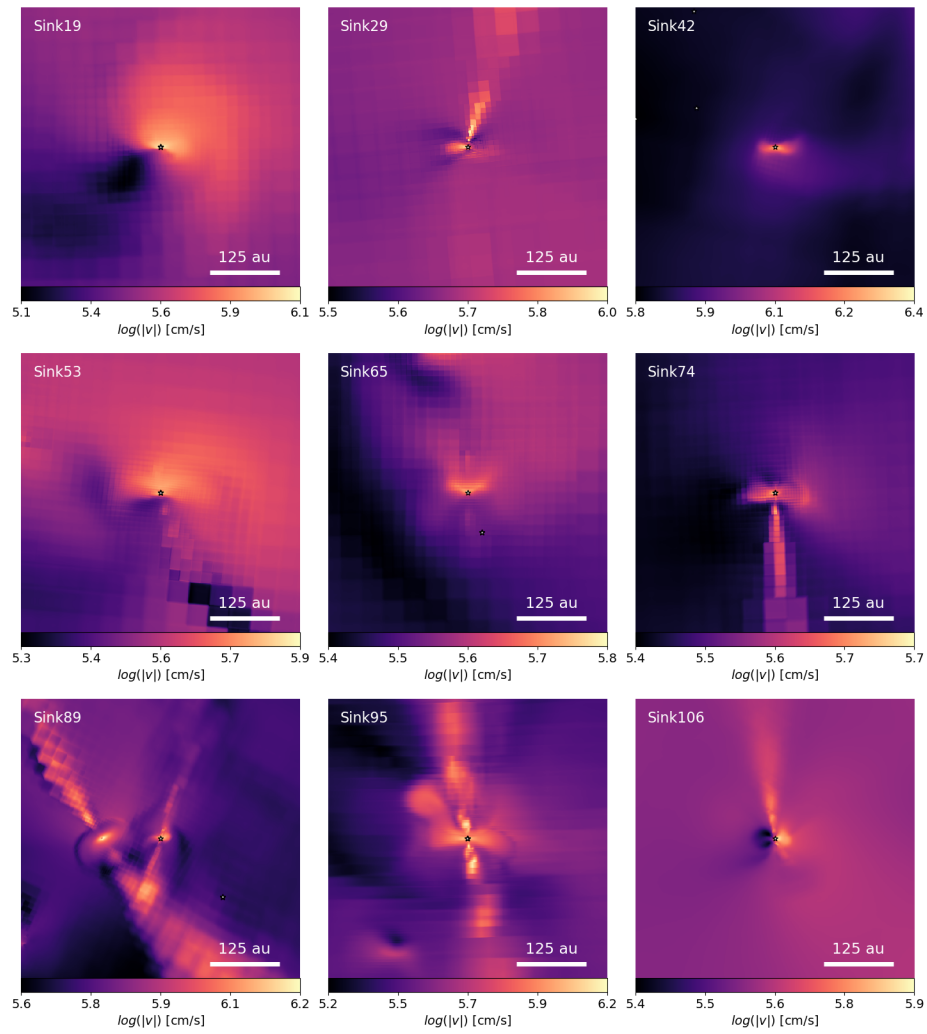 Sink19
Sink29
Sink42
125 au
125 au
125 au
5.1 5.4 5.6 5.9 6.1
5.5 5.6 5.7 5.8 6.0
5.8 5.9 6.1 6.2 6.4
log(|v|) [cm/s]
log(|v|) [cm/s]
log(|v|) [cm/s]
Sink53
Sink65
Sink74
125 au
125 au
125 au
5.3 5.4 5.6 5.7 5.9
5.4 5.5 5.6 5.7 5.8
5.4 5.5 5.6 5.7 5.7
log(|v|) [cm/s]
log(|v|) [cm/s]
log(|v|) [cm/s]
Sink89
Sink95
Sink106
125 au
125 au
125 au
5.6 5.8 5.9 6.1 6.2
5.2 5.4 5.7 5.9 6.2
5.4 5.5 5.6 5.8 5.9
log(|v|) [cm/s]
log(|v|) [cm/s]
log(|v|) [cm/s]